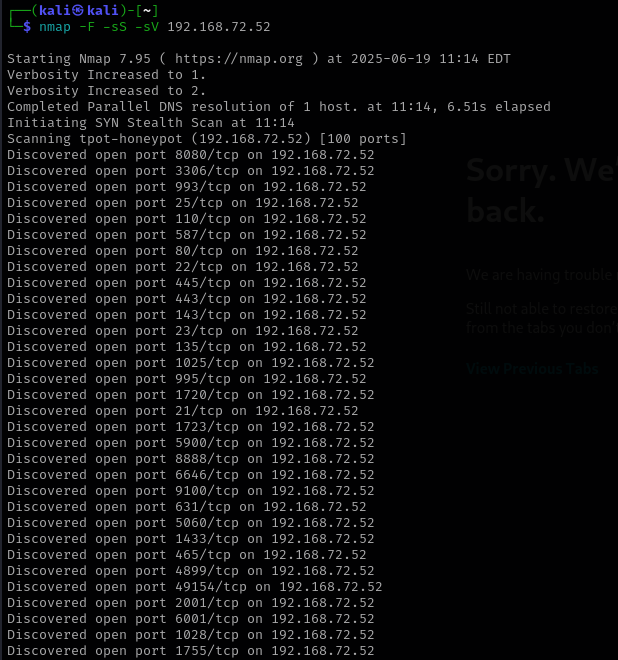 ┌──(kali㉿kali)-[~]
└─$ nmap -F -sS -sV 192.168.72.52
Starting Nmap 7.95 ( https://nmap.org ) at 2025-06-19 11:14 EDT
Verbosity Increased to 1.
Verbosity Increased to 2.
Completed Parallel DNS resolution of 1 host. at 11:14, 6.51s elapsed
Initiating SYN Stealth Scan at 11:14
Scanning tpot-honeypot (192.168.72.52) [100 ports]
Discovered open port 8080/tcp on 192.168.72.52
Discovered open port 3306/tcp on 192.168.72.52
Discovered open port 993/tcp on 192.168.72.52
Discovered open port 25/tcp on 192.168.72.52
Discovered open port 110/tcp on 192.168.72.52
Discovered open port 587/tcp on 192.168.72.52
Discovered open port 80/tcp on 192.168.72.52
Discovered open port 22/tcp on 192.168.72.52
Discovered open port 445/tcp on 192.168.72.52
Discovered open port 443/tcp on 192.168.72.52
Discovered open port 143/tcp on 192.168.72.52
Discovered open port 23/tcp on 192.168.72.52
Discovered open port 135/tcp on 192.168.72.52
Discovered open port 1025/tcp on 192.168.72.52
Discovered open port 995/tcp on 192.168.72.52
Discovered open port 1720/tcp on 192.168.72.52
Discovered open port 21/tcp on 192.168.72.52
Discovered open port 1723/tcp on 192.168.72.52
Discovered open port 5900/tcp on 192.168.72.52
Discovered open port 8888/tcp on 192.168.72.52
Discovered open port 6646/tcp on 192.168.72.52
Discovered open port 9100/tcp on 192.168.72.52
Discovered open port 631/tcp on 192.168.72.52
Discovered open port 5060/tcp on 192.168.72.52
Discovered open port 1433/tcp on 192.168.72.52
Discovered open port 465/tcp on 192.168.72.52
Discovered open port 4899/tcp on 192.168.72.52
Discovered open port 49154/tcp on 192.168.72.52
Discovered open port 2001/tcp on 192.168.72.52
Discovered open port 6001/tcp on 192.168.72.52
Discovered open port 1028/tcp on 192.168.72.52
Discovered open port 1755/tcp on 192.168.72.52
Sorry. We'
back.
We are having trouble
Still not able to restore
from the tabs you don'
View Previous Tabs